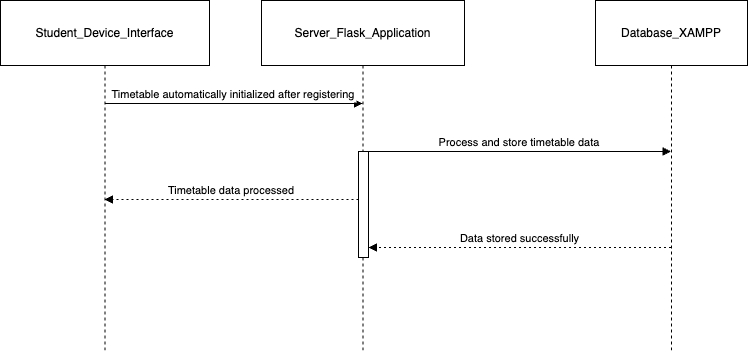 Student_Device_Interface
Server_Flask_Application
Database_XAMPP
Timetable automatically initialized after registering
Process and store timetable data
Timetable data processed
Data stored successfully